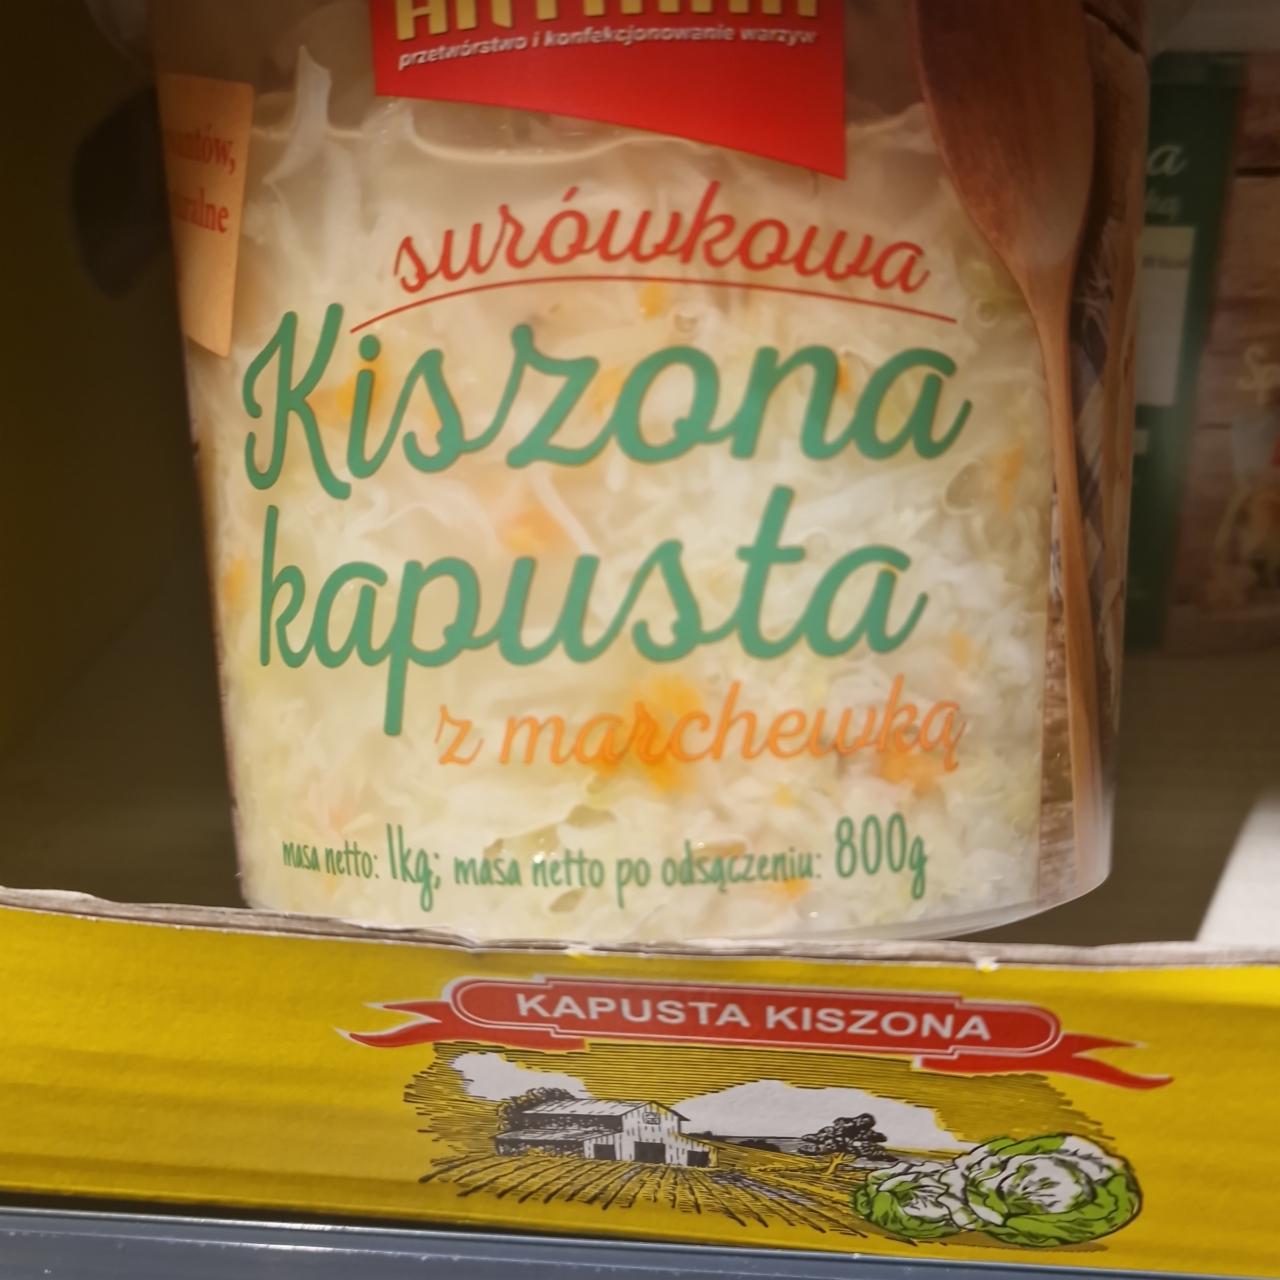 przetwórstwo i konfekcjonowanie warzyw
surówkowa
Kiszona
kapusta
z marchewką
masa netto: 1kg; masa netto po odsączeniu: 800g
KAPUSTA KISZONA